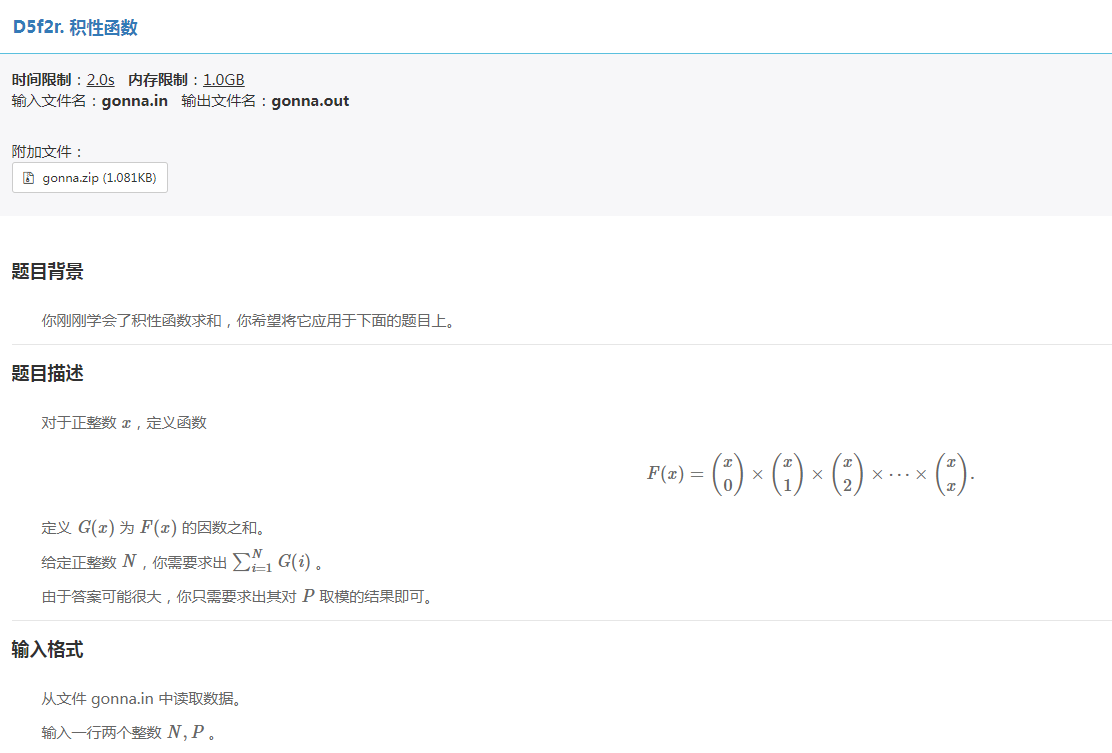 D5f2r. 积性函数
时间限制：2.0s 内存限制：1.0GB
输入文件名：gonna.in 输出文件名：gonna.out
附加文件：
gonna.zip (1.081KB)
题目背景
你刚刚学会了积性函数求和，你希望将它应用于下面的题目上。
题目描述
对于正整数 x，定义函数
F(x) = \binom{x}{0} × \binom{x}{1} × \binom{x}{2} × ⋯ × \binom{x}{x}.
定义 G(x) 为 F(x) 的因数之和。
给定正整数 N，你需要求出 \sum_{i=1}^{N} G(i) 。
由于答案可能很大，你只需要求出其对 P 取模的结果即可。
输入格式
从文件 gonna.in 中读取数据。
输入一行两个整数 N, P 。